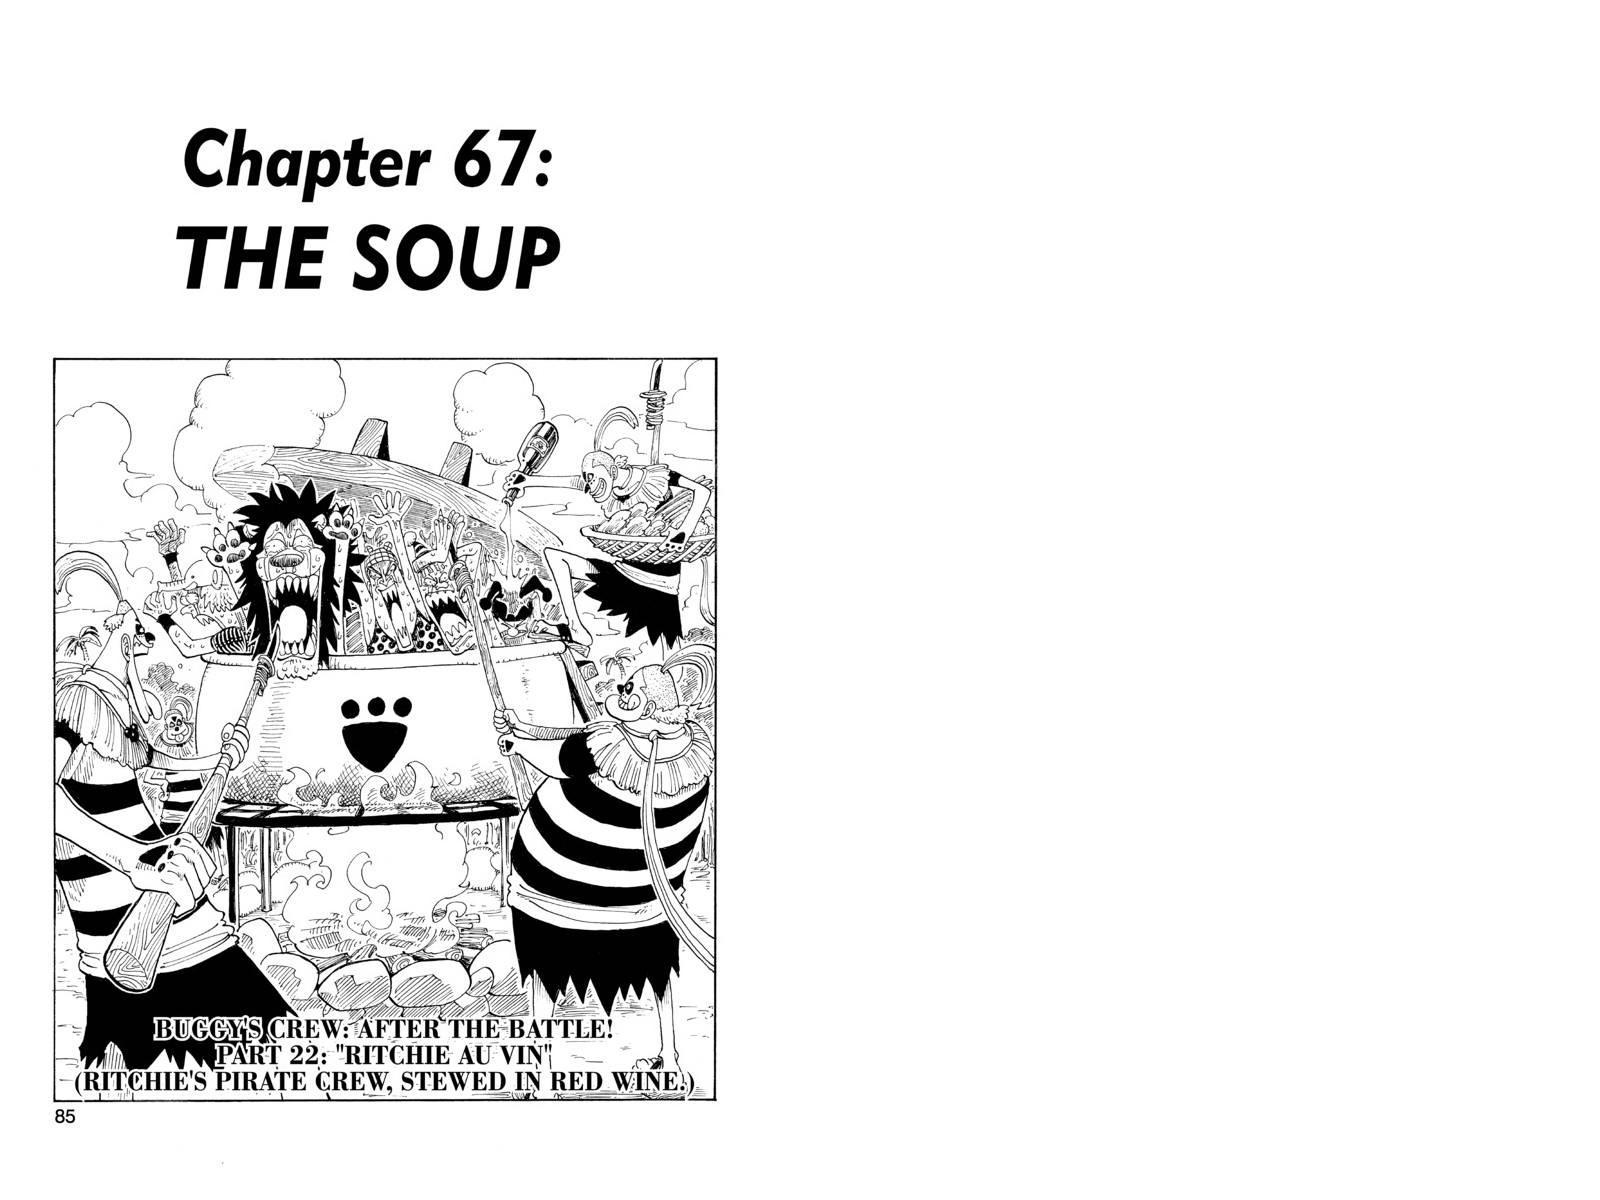 Chapter 67:
THE SOUP
BUGGY'S CREW: AFTER THE BATTLE!
PART 22: "RITCHIE AU VIN"
(RITCHIE'S PIRATE CREW, STEWED IN RED WINE.)
85